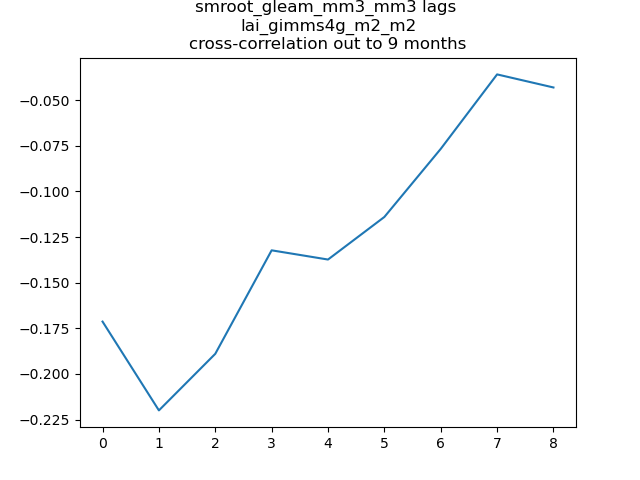 smroot_gleam_mm3_mm3 lags
lai_gimms4g_m2_m2
cross-correlation out to 9 months
−0.050
−0.075
−0.100
−0.125
−0.150
−0.175
−0.200
−0.225
0 1 2 3 4 5 6 7 8